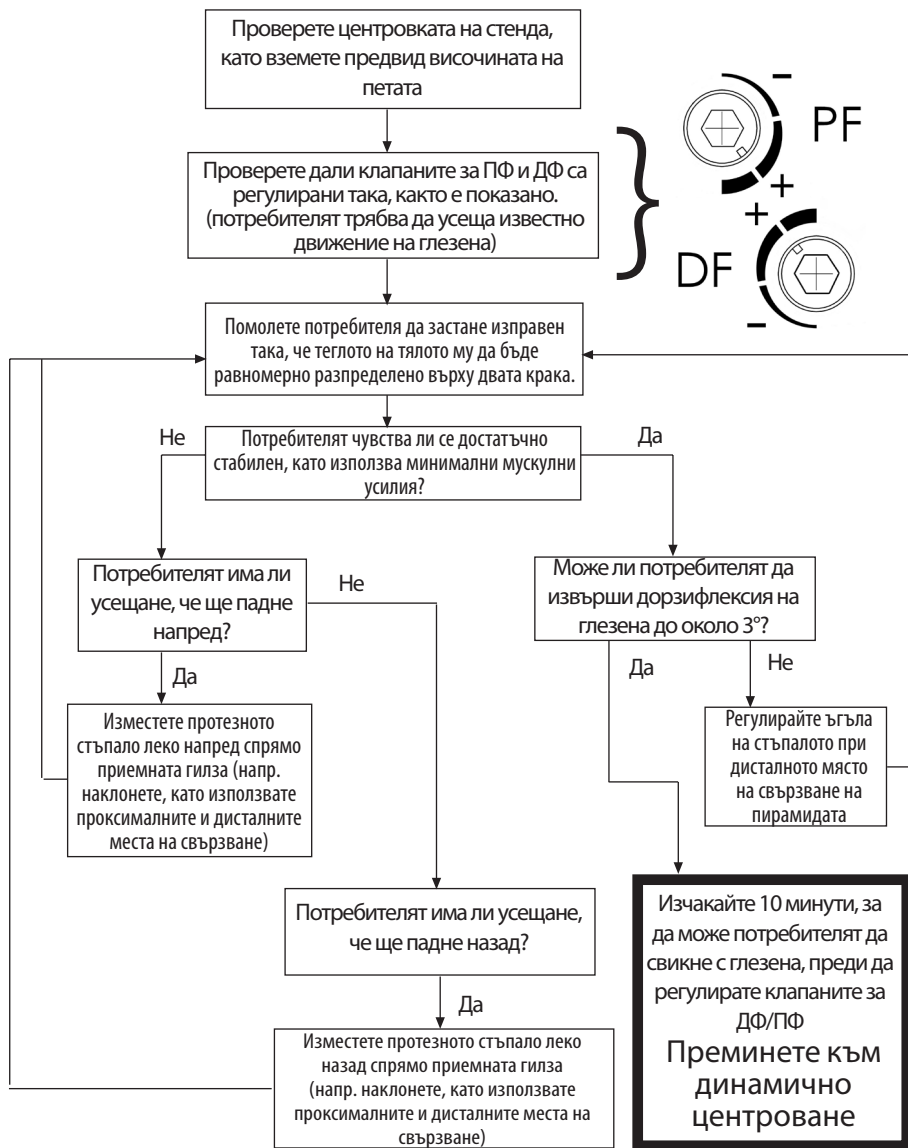 Проверете центровката на стенда,
като вземете предвид височината на
петата
Проверете дали клапаните за ПФ и ДФ са
регулирани така, както е показано.
(потребителят трябва да усеща известно
движение на глезена)
–
PF
+
+
DF
–
Помолете потребителя да застане изправен
така, че теглото на тялото му да бъде
равномерно разпределено върху двата крака.
Потребителят чувства ли се достатъчно
стабилен, като използва минимални мускулни
усилия?
Не
Да
Потребителят има ли
усещане, че ще падне
напред?
Не
Да
Може ли потребителят да
извърши дорзифлексия на
глезена до около 3°?
Да
Не
Изместете протезното
стъпало леко напред спрямо
приемната гилза (напр.
наклонете, като използвате
проксималните и дисталните
места на свързване)
Регулирайте ъгъла
на стъпалото при
дисталното място
на свързване на
пирамидата
Потребителят има ли усещане,
че ще падне назад?
Да
Изместете протезното стъпало леко
назад спрямо приемната гилза
(напр. наклонете, като използвате
проксималните и дисталните места на
свързване)
Изчакайте 10 минути, за
да може потребителят да
свикне с глезена, преди да
регулирате клапаните за
ДФ/ПФ
Преминете към
динамично
центроване